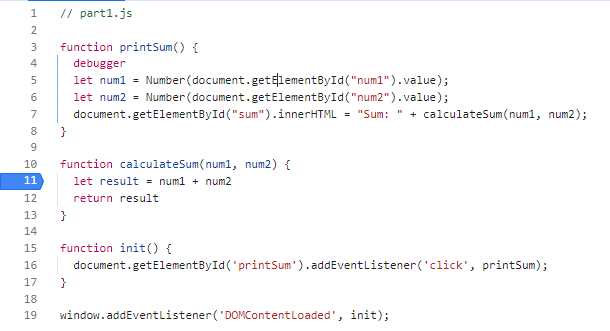 1 // part1.js
2
3 function printSum() {
4   debugger
5   let num1 = Number(document.getElementById("num1").value);
6   let num2 = Number(document.getElementById("num2").value);
7   document.getElementById("sum").innerHTML = "Sum: " + calculateSum(num1, num2);
8 }
9
10 function calculateSum(num1, num2) {
11   let result = num1 + num2
12   return result
13 }
14
15 function init() {
16   document.getElementById('printSum').addEventListener('click', printSum);
17 }
18
19 window.addEventListener('DOMContentLoaded', init);